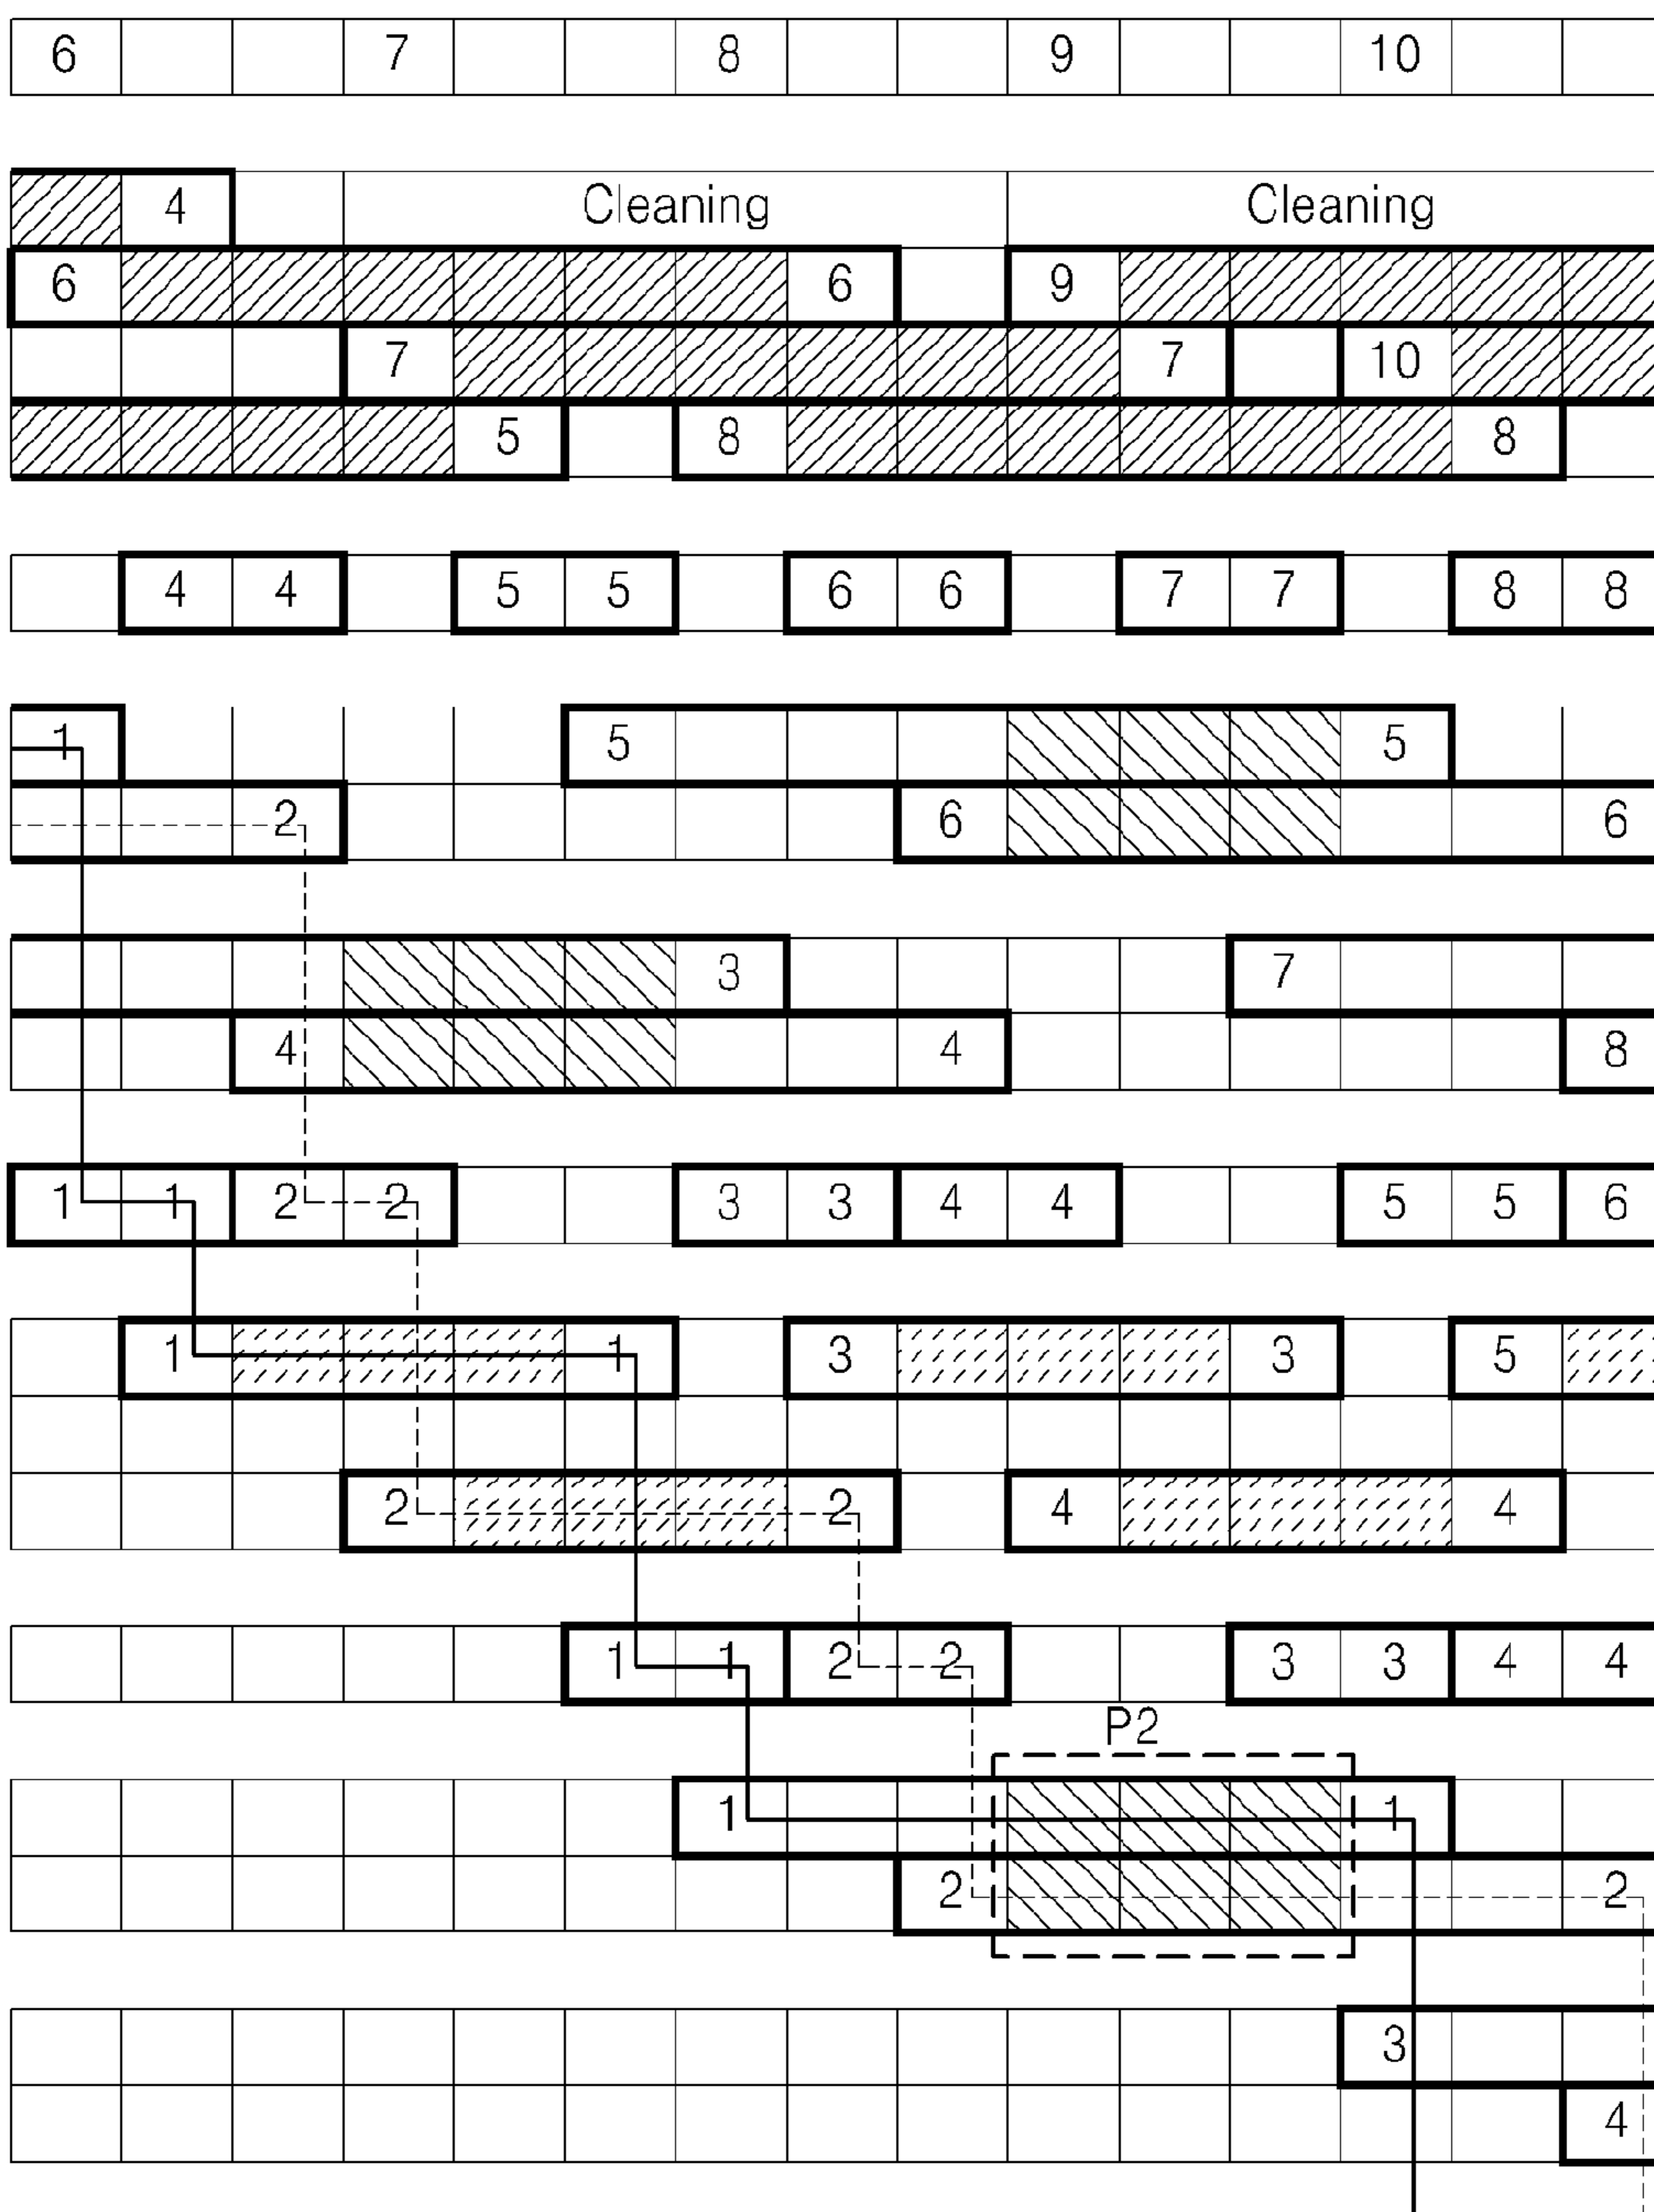 6 7 8 9 10
4 Cleaning Cleaning
6 6 9
7 7 10
5 8 8
4 4 5 5 6 6 7 7 8 8
1 5 5
2 6 6
3 7
4 4 8
1 1 2 2 3 3 4 4 5 5 6
1 1 3 3 5
2 2 4 4
1 1 2 2 3 3 4 4
P2
1 1
2 2
3
4